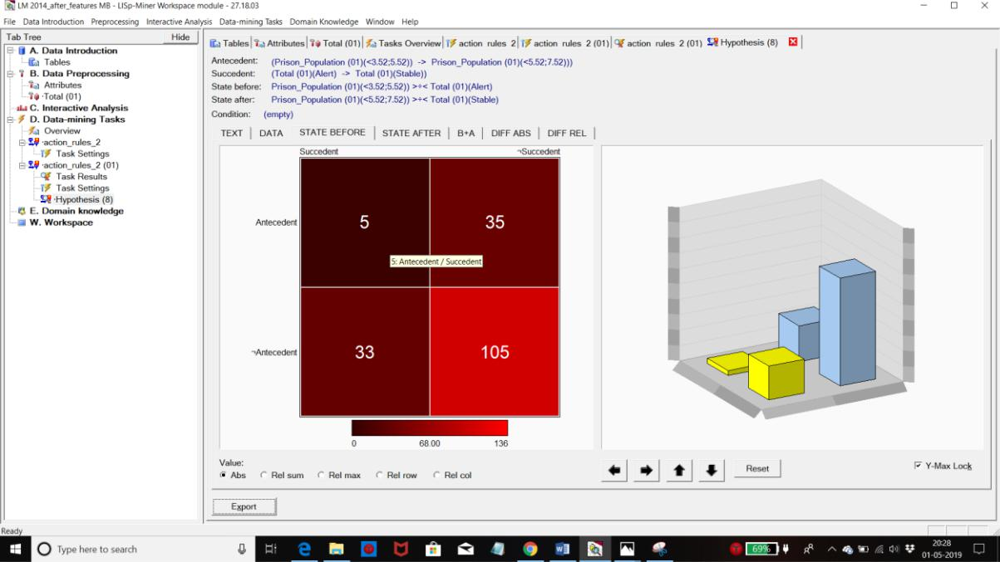 LM 2014_after_features MB - LISp-Miner Workspace module - 27.18.03
File Data Introduction Preprocessing Interactive Analysis Data-mining Tasks Domain Knowledge Window Help
Tab Tree Hide
A. Data Introduction
Tables
B. Data Preprocessing
Attributes
·Total (01)
C. Interactive Analysis
D. Data-mining Tasks
Overview
·action_rules_2
Task Settings
·action_rules_2 (01)
Task Results
Task Settings
·Hypothesis (8)
E. Domain knowledge
W. Workspace
Tables Attributes Total (01) Tasks Overview action rules 2 action rules 2 (01) action rules 2 (01) Hypothesis (8)
Antecedent: (Prison_Population (01)(<3.52;5.52)) -> Prison_Population (01)(<5.52;7.52)))
Succedent: (Total (01)(Alert) -> Total (01)(Stable))
State before: Prison_Population (01)(<3.52;5.52)) >÷< Total (01)(Alert)
State after: Prison_Population (01)(<5.52;7.52)) >÷< Total (01)(Stable)
Condition: (empty)
TEXT DATA STATE BEFORE STATE AFTER B+A DIFF ABS DIFF REL
Succedent ¬Succedent
Antecedent 5 35
5: Antecedent / Succedent
¬Antecedent 33 105
0 68.00 136
Value:
Abs Rel sum Rel max Rel row Rel col
Reset
Y-Max Lock
Export
Ready
Type here to search
69%
20:28
01-05-2019